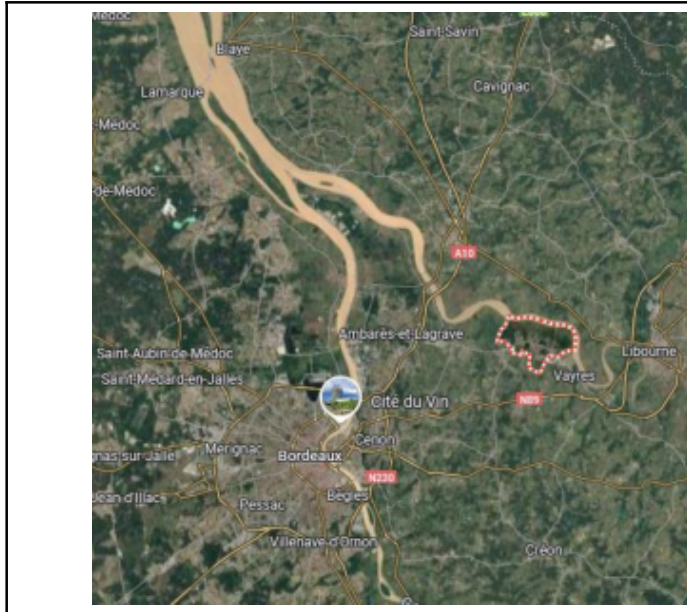 Médoc
Blaye
Saint-Savin
Lamarque
Cavignac
-Médoc
-de-Médoc
A10
Ambarès-et-Lagrave
Libourne
Saint-Aubin-de-Médoc
Vayres
Saint-Médard-en-Jalles
Cité du Vin
N89
Cenon
Mérignac
Bordeaux
gnas-sur-Jalle
N230
Bègles
Jean d'Illac
Pessac
Villenave-d'Ornon
Créon